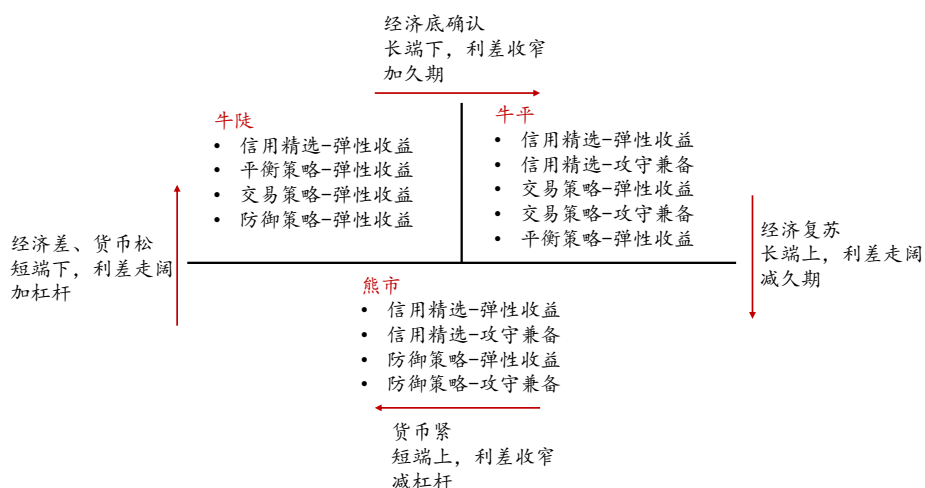 经济底确认
长端下，利差收窄
加久期
牛陡
• 信用精选-弹性收益
• 平衡策略-弹性收益
• 交易策略-弹性收益
• 防御策略-弹性收益
牛平
• 信用精选-弹性收益
• 信用精选-攻守兼备
• 交易策略-弹性收益
• 交易策略-攻守兼备
• 平衡策略-弹性收益
经济差、货币松
短端下，利差走阔
加杠杆
经济复苏
长端上，利差走阔
减久期
熊市
• 信用精选-弹性收益
• 信用精选-攻守兼备
• 防御策略-弹性收益
• 防御策略-攻守兼备
货币紧
短端上，利差收窄
减杠杆